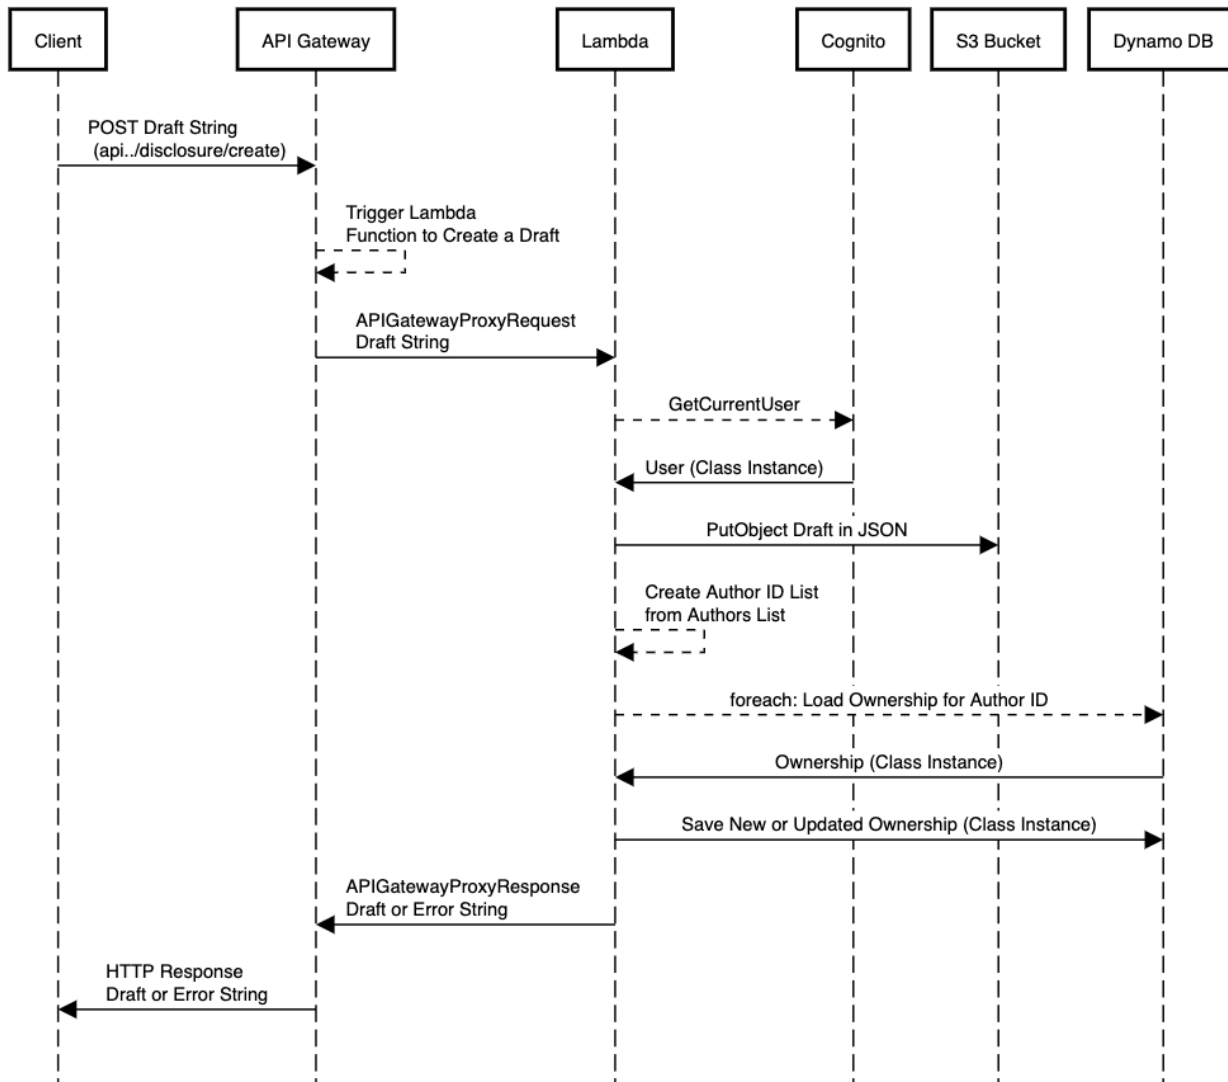 Client
API Gateway
Lambda
Cognito
S3 Bucket
Dynamo DB
POST Draft String
(api../disclosure/create)
Trigger Lambda
Function to Create a Draft
APIGatewayProxyRequest
Draft String
GetCurrentUser
User (Class Instance)
PutObject Draft in JSON
Create Author ID List
from Authors List
foreach: Load Ownership for Author ID
Ownership (Class Instance)
Save New or Updated Ownership (Class Instance)
APIGatewayProxyResponse
Draft or Error String
HTTP Response
Draft or Error String